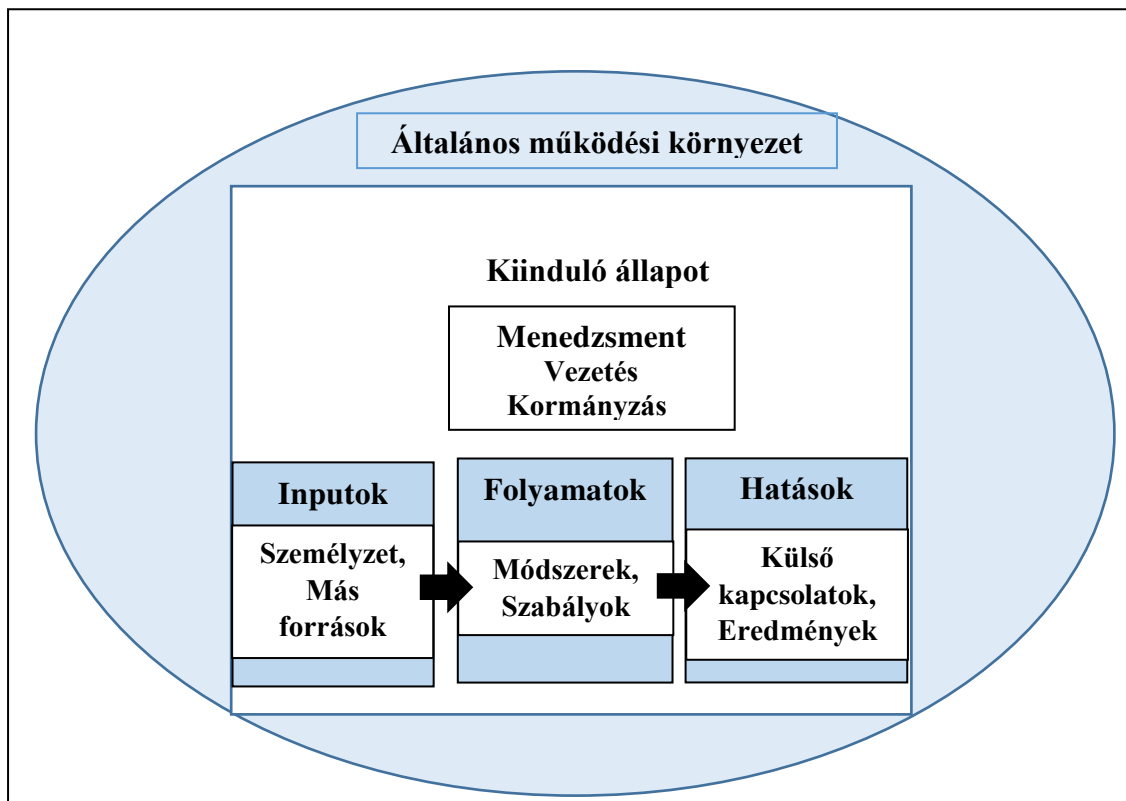 Általános működési környezet
Kiinduló állapot
Menedzsment
Vezetés
Kormányzás
Inputok
Személyzet,
Más
források
Folyamatok
Módszerek,
Szabályok
Hatások
Külső
kapcsolatok,
Eredmények